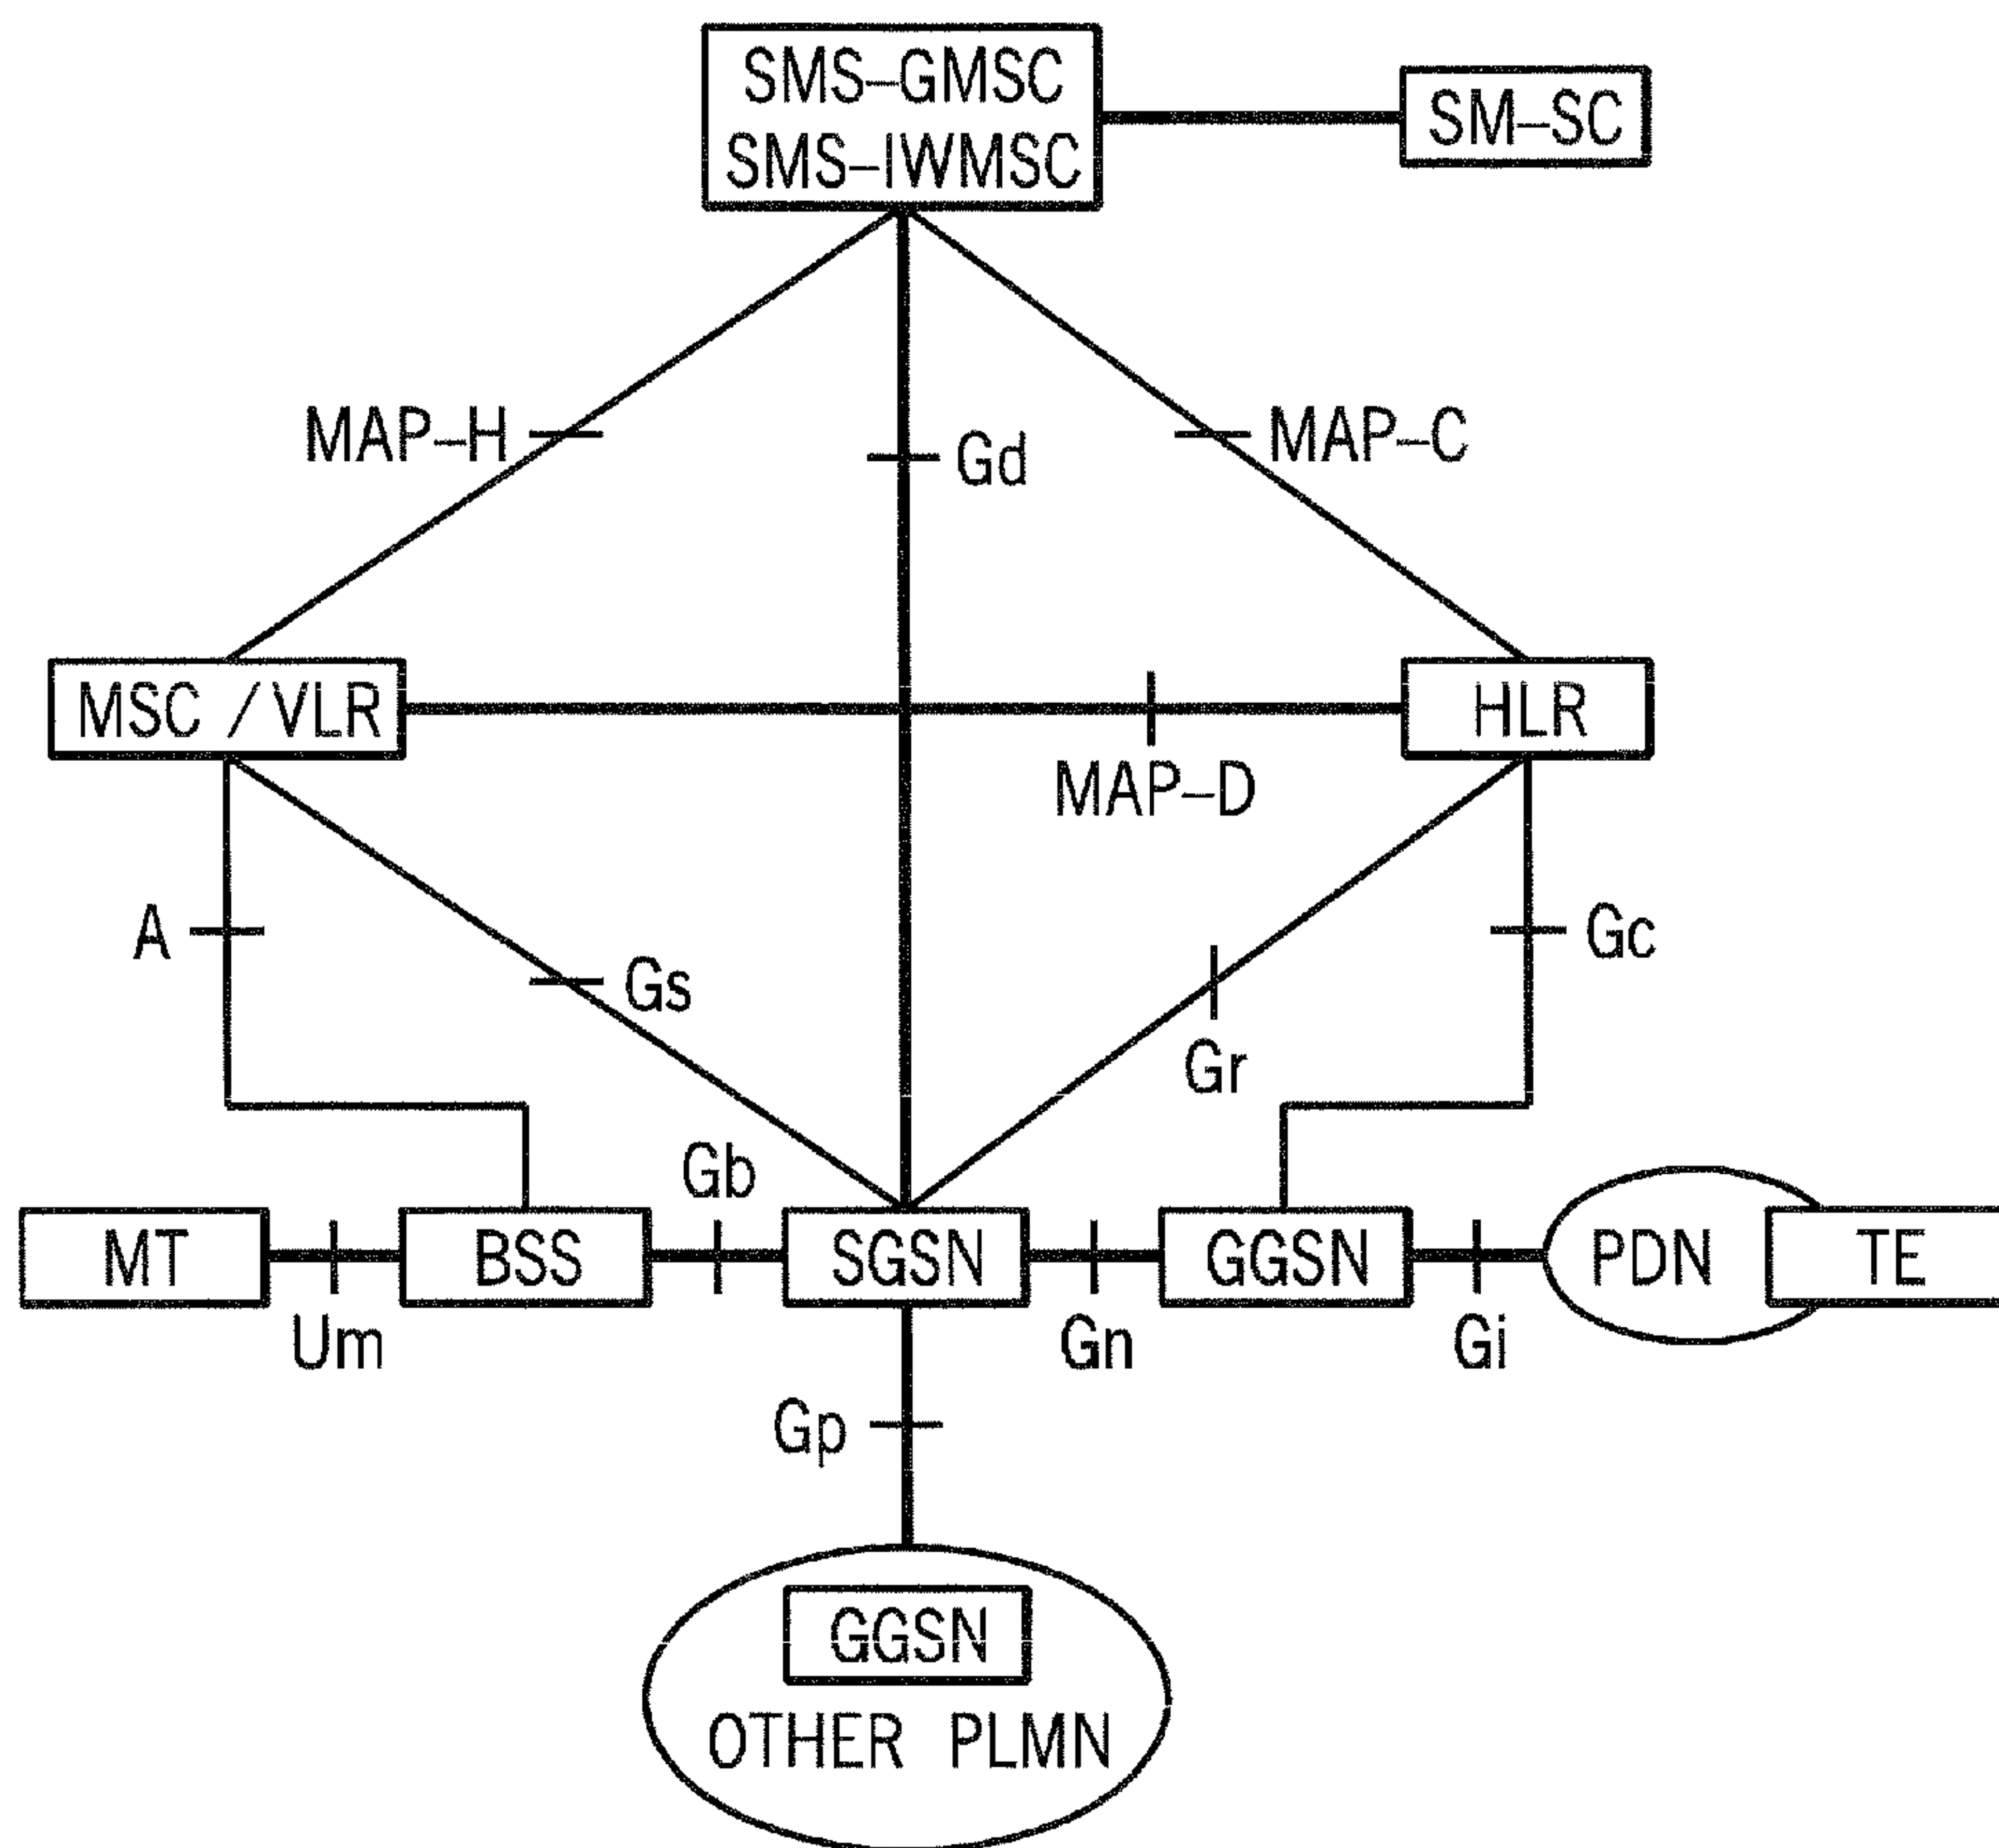 SMS–GMSC
SMS–IWMSC
SM–SC
MAP–H
Gd
MAP–C
MSC / VLR
HLR
MAP–D
A
Gs
Gr
Gc
Gb
MT
BSS
SGSN
GGSN
PDN
TE
Um
Gn
Gi
Gp
GGSN
OTHER PLMN